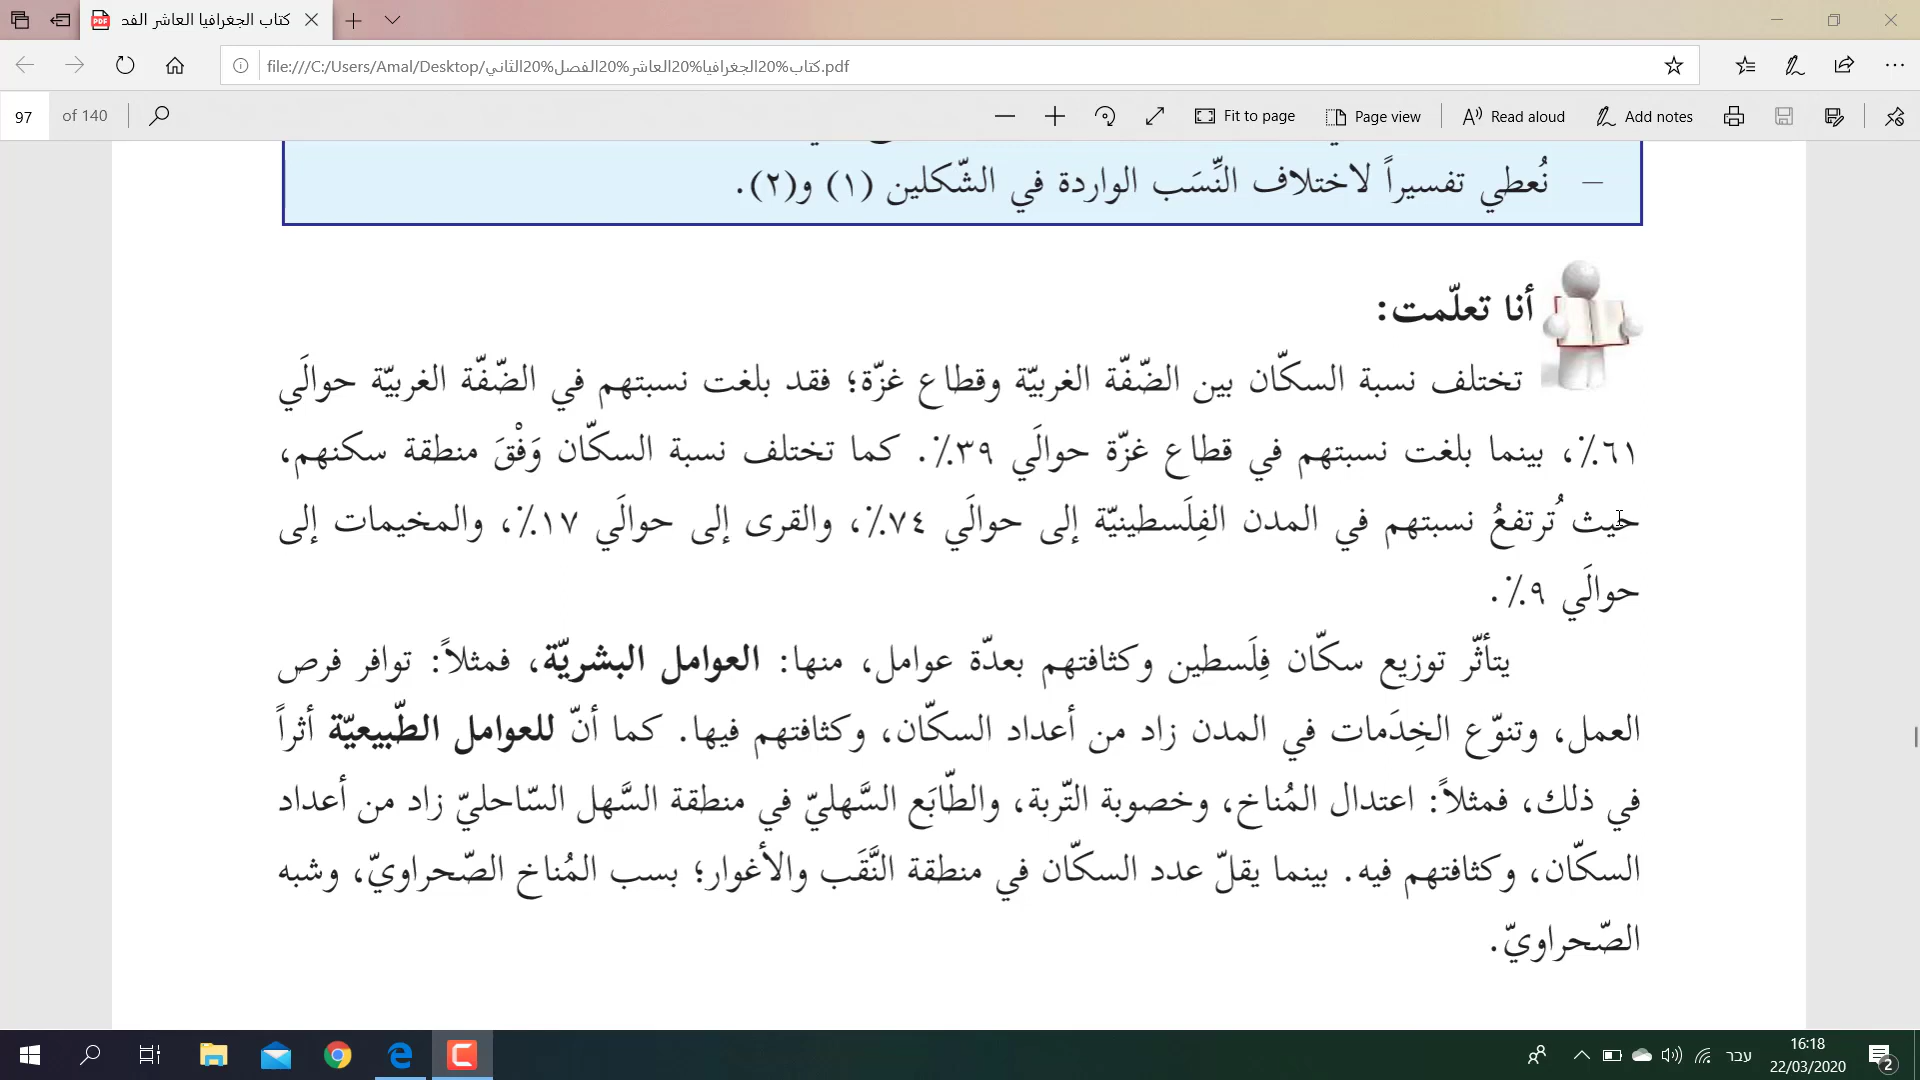 كتاب الجغرافيا العاشر الفص
file:///C:/Users/Amal/Desktop/كتاب%20الجغرافيا%20العاشر%20الفصل%20الثاني.pdf
97 of 140
Fit to page
Page view
Read aloud
Add notes
– نُعطي تفسيراً لاختلاف النِّسَب الواردة في الشّكلين (١) و(٢).
أنا تعلّمت:
تختلف نسبة السكّان بين الضّفّة الغربيّة وقطاع غزّة؛ فقد بلغت نسبتهم في الضّفّة الغربيّة حوالَي
٦١٪، بينما بلغت نسبتهم في قطاع غزّة حوالَي ٣٩٪. كما تختلف نسبة السكّان وَفْقَ منطقة سكنهم،
حيث تُرتفعُ نسبتهم في المدن الفِلَسطينيّة إلى حوالَي ٧٤٪، والقرى إلى حوالَي ١٧٪، والمخيمات إلى
حوالَي ٩٪.
يتأثّر توزيع سكّان فِلَسطين وكثافتهم بعدّة عوامل، منها: العوامل البشريّة، فمثلاً: توافر فرص
العمل، وتنوّع الخِدَمات في المدن زاد من أعداد السكّان، وكثافتهم فيها. كما أنّ للعوامل الطّبيعيّة أثراً
في ذلك، فمثلاً: اعتدال المُناخ، وخصوبة التّربة، والطّابَع السَّهليّ في منطقة السَّهل السّاحليّ زاد من أعداد
السكّان، وكثافتهم فيه. بينما يقلّ عدد السكّان في منطقة النَّقَب والأغوار؛ بسب المُناخ الصّحراويّ، وشبه
الصّحراويّ.
עבר
16:18
22/03/2020
2